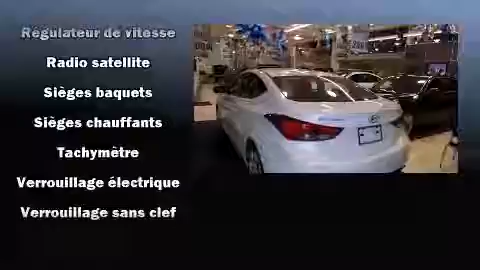 Régulateur de vitesse
Radio satellite
Sièges baquets
Sièges chauffants
Tachymètre
Verrouillage électrique
Verrouillage sans clef